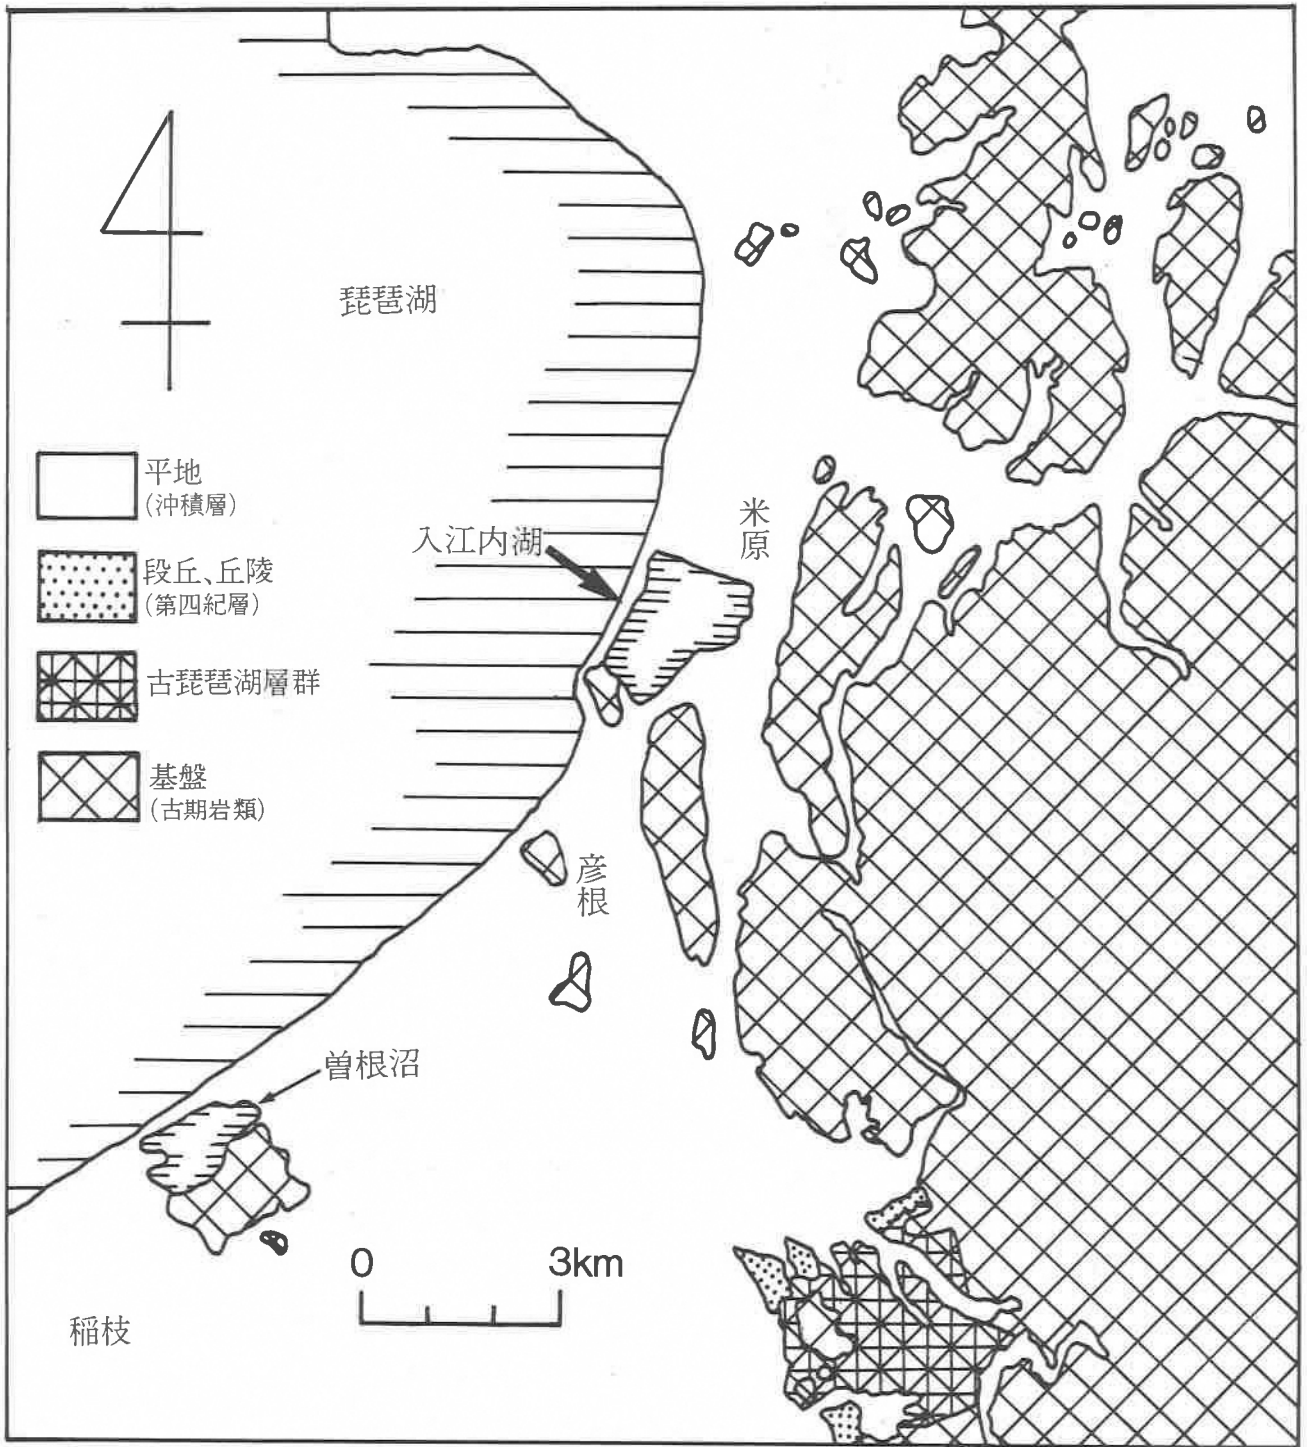 琵琶湖
平地
(沖積層)
段丘、丘陵
(第四紀層)
古琵琶湖層群
基盤
(古期岩類)
入江内湖
米原
彦根
曽根沼
0 3km
稲枝